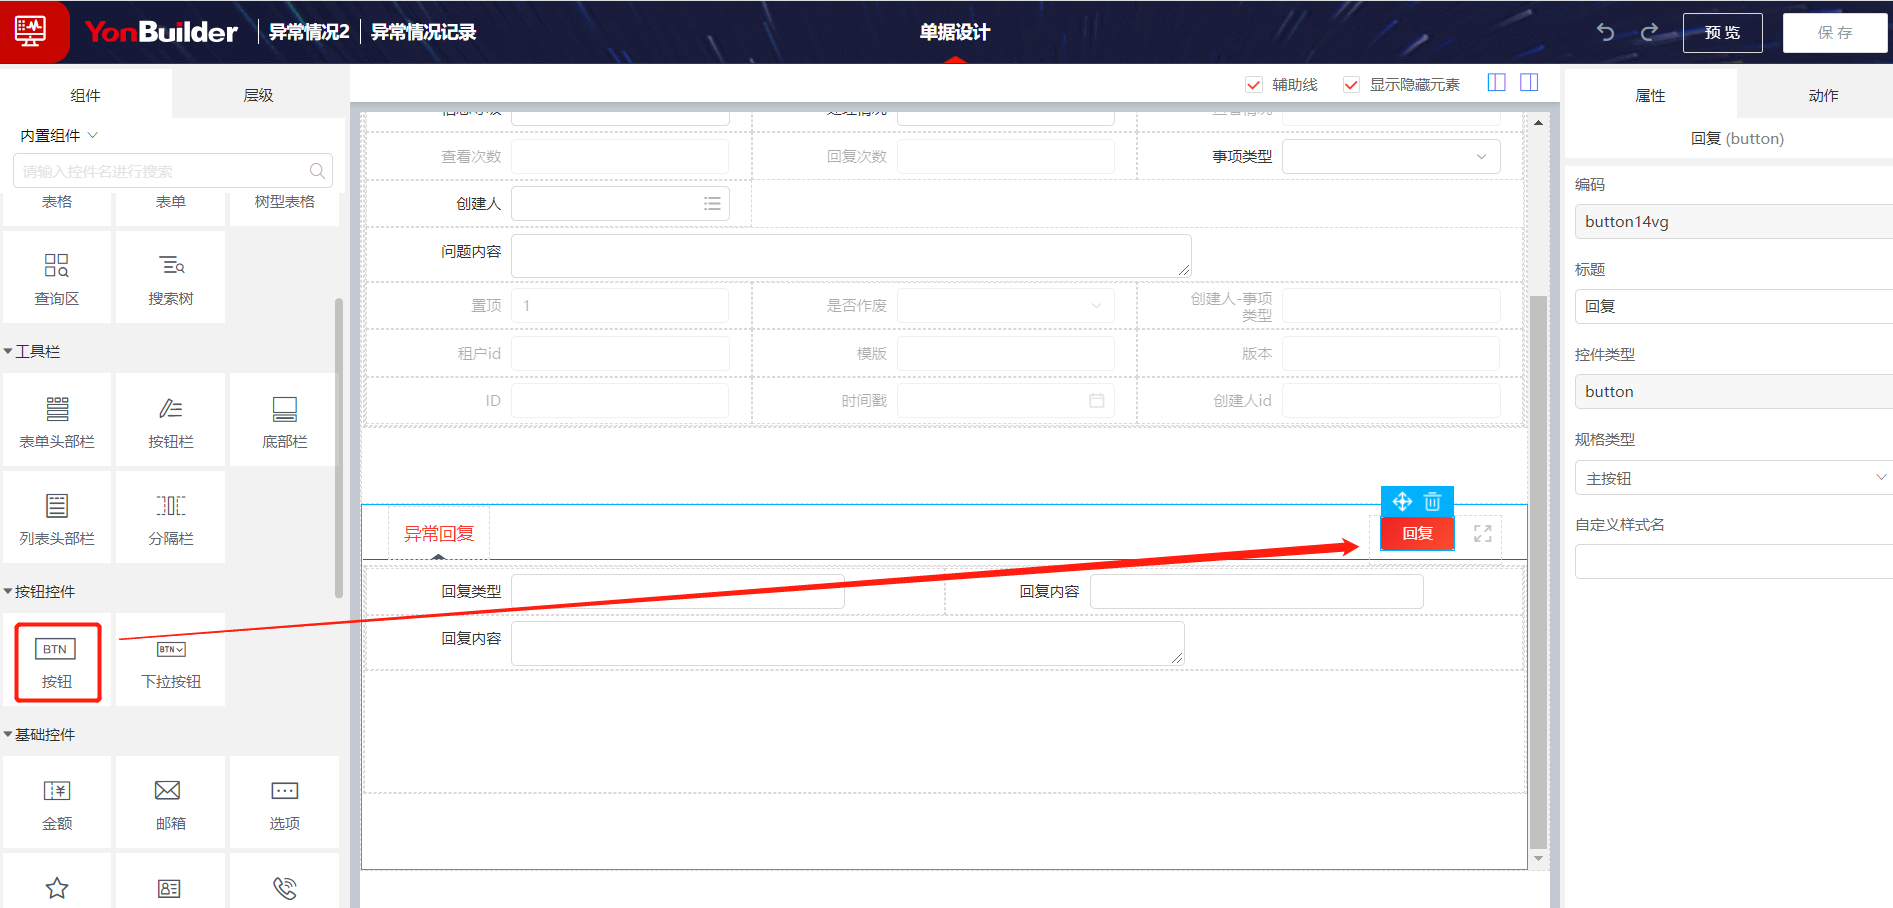 YonBuilder 异常情况2 异常情况记录
单据设计
预 览
保 存
组件
层级
辅助线
显示隐藏元素
属性
动作
内置组件
请输入控件名进行搜索
表格
表单
树型表格
查询区
搜索树
工具栏
表单头部栏
按钮栏
底部栏
列表头部栏
分隔栏
按钮控件
BTN
按钮
BTN
下拉按钮
基础控件
金额
邮箱
选项
查看次数
回复次数
事项类型
创建人
问题内容
置顶
1
是否作废
创建人-事项
类型
租户id
模版
版本
ID
时间戳
创建人id
异常回复
回复
回复类型
回复内容
回复内容
回复 (button)
编码
button14vg
标题
回复
控件类型
button
规格类型
主按钮
自定义样式名